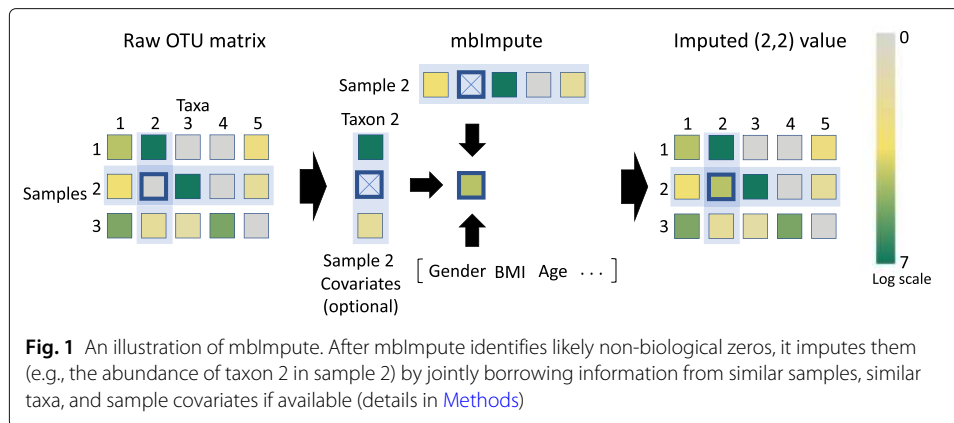 Raw OTU matrix
mbImpute
Imputed (2,2) value
0
7
Log scale
Taxa
1 2 3 4 5
Samples
1
2
3
Sample 2
Taxon 2
Sample 2
Covariates
(optional)
[ Gender BMI Age ... ]
1 2 3 4 5
1
2
3
Fig. 1 An illustration of mbImpute. After mbImpute identifies likely non-biological zeros, it imputes them
(e.g., the abundance of taxon 2 in sample 2) by jointly borrowing information from similar samples, similar
taxa, and sample covariates if available (details in Methods)